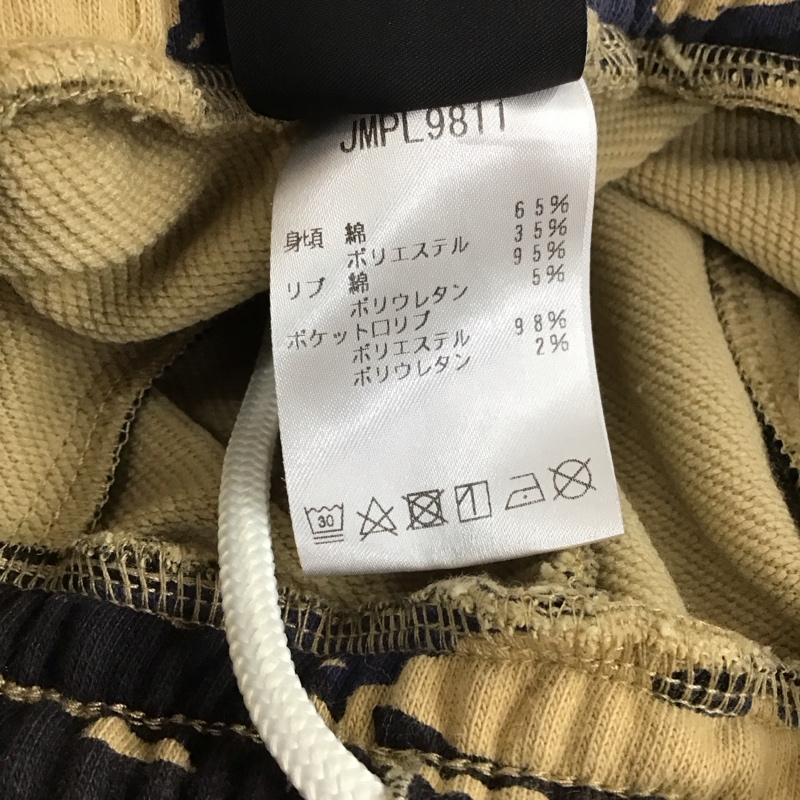 JMPL9811
身頃 綿 65%
ポリエステル 35%
リブ 綿 95%
ポリウレタン 5%
ポケット口リブ
ポリエステル 98%
ポリウレタン 2%
30